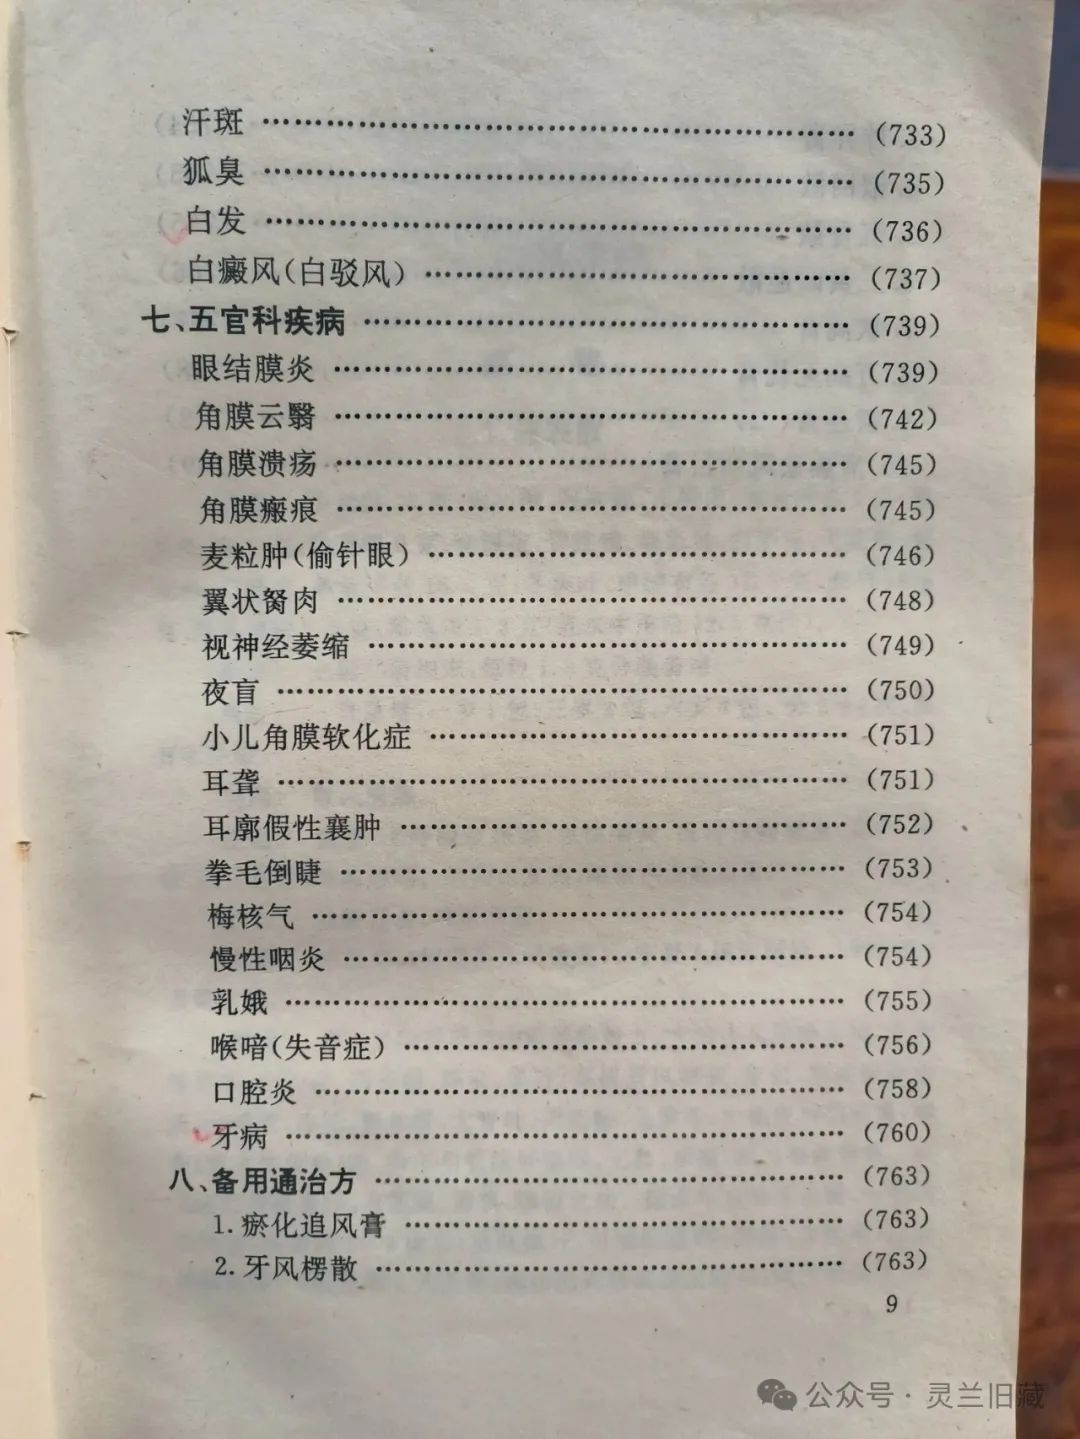 汗斑 …………………………………………………… (733)
狐臭 …………………………………………………… (735)
白发 …………………………………………………… (736)
白癜风(白驳风) …………………………………… (737)
七、五官科疾病 ………………………………………… (739)
眼结膜炎 ……………………………………………… (739)
角膜云翳 ……………………………………………… (742)
角膜溃疡 ……………………………………………… (745)
角膜瘢痕 ……………………………………………… (745)
麦粒肿(偷针眼) …………………………………… (746)
翼状胬肉 ……………………………………………… (748)
视神经萎缩 …………………………………………… (749)
夜盲 …………………………………………………… (750)
小儿角膜软化症 ……………………………………… (751)
耳聋 …………………………………………………… (751)
耳廓假性襄肿 ………………………………………… (752)
拳毛倒睫 ……………………………………………… (753)
梅核气 ………………………………………………… (754)
慢性咽炎 ……………………………………………… (754)
乳娥 …………………………………………………… (755)
喉喑(失音症) ……………………………………… (756)
口腔炎 ………………………………………………… (758)
牙病 …………………………………………………… (760)
八、备用通治方 ………………………………………… (763)
1.瘀化追风膏 ………………………………………… (763)
2.牙风楞散 …………………………………………… (763)
9
公众号·灵兰旧藏